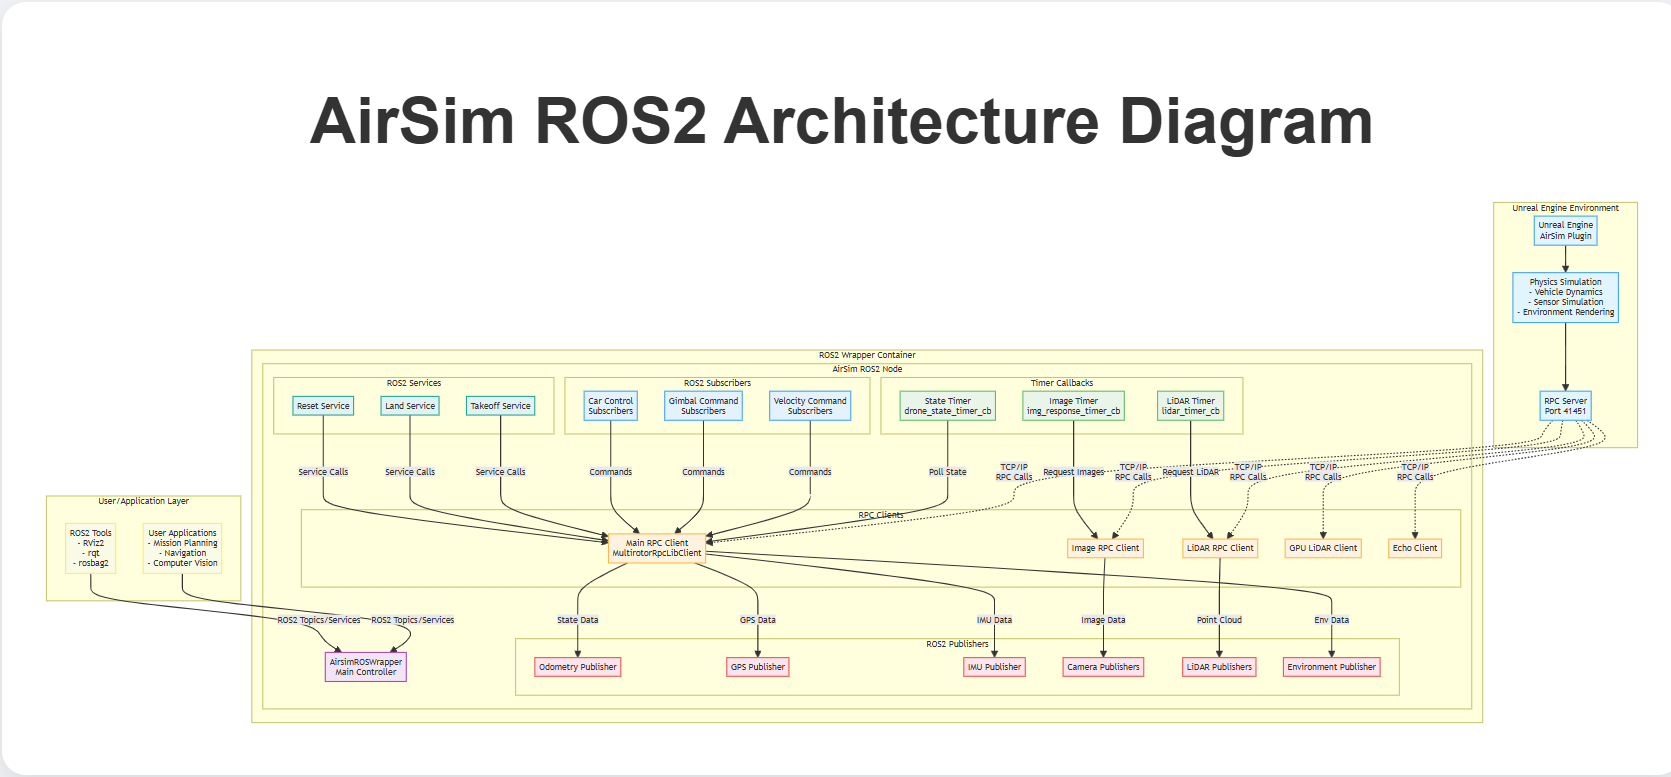 AirSim ROS2 Architecture Diagram
Unreal Engine Environment
Unreal Engine
AirSim Plugin
Physics Simulation
- Vehicle Dynamics
- Sensor Simulation
- Environment Rendering
RPC Server
Port 41451
ROS2 Wrapper Container
AirSim ROS2 Node
ROS2 Services
Reset Service
Land Service
Takeoff Service
ROS2 Subscribers
Car Control
Subscribers
Gimbal Command
Subscribers
Velocity Command
Subscribers
Timer Callbacks
State Timer
drone_state_timer_cb
Image Timer
img_response_timer_cb
LiDAR Timer
lidar_timer_cb
Service Calls
Service Calls
Service Calls
Commands
Commands
Commands
Poll State
TCP/IP
RPC Calls
Request Images
TCP/IP
RPC Calls
Request LiDAR
TCP/IP
RPC Calls
TCP/IP
RPC Calls
TCP/IP
RPC Calls
User/Application Layer
ROS2 Tools
- RViz2
- rqt
- rosbag2
User Applications
- Mission Planning
- Navigation
- Computer Vision
RPC Clients
Main RPC Client
MultirotorRpcLibClient
Image RPC Client
LiDAR RPC Client
GPU LiDAR Client
Echo Client
ROS2 Topics/Services
ROS2 Topics/Services
State Data
GPS Data
IMU Data
Image Data
Point Cloud
Env Data
AirsimROSWrapper
Main Controller
ROS2 Publishers
Odometry Publisher
GPS Publisher
IMU Publisher
Camera Publishers
LiDAR Publishers
Environment Publisher